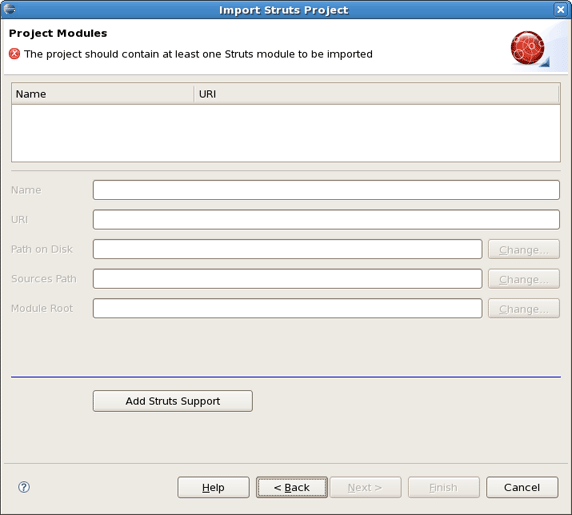 Import Struts Project
Project Modules
The project should contain at least one Struts module to be imported
Name URI
Name
URI
Path on Disk Change...
Sources Path Change...
Module Root Change...
Add Struts Support
? Help < Back Next > Finish Cancel